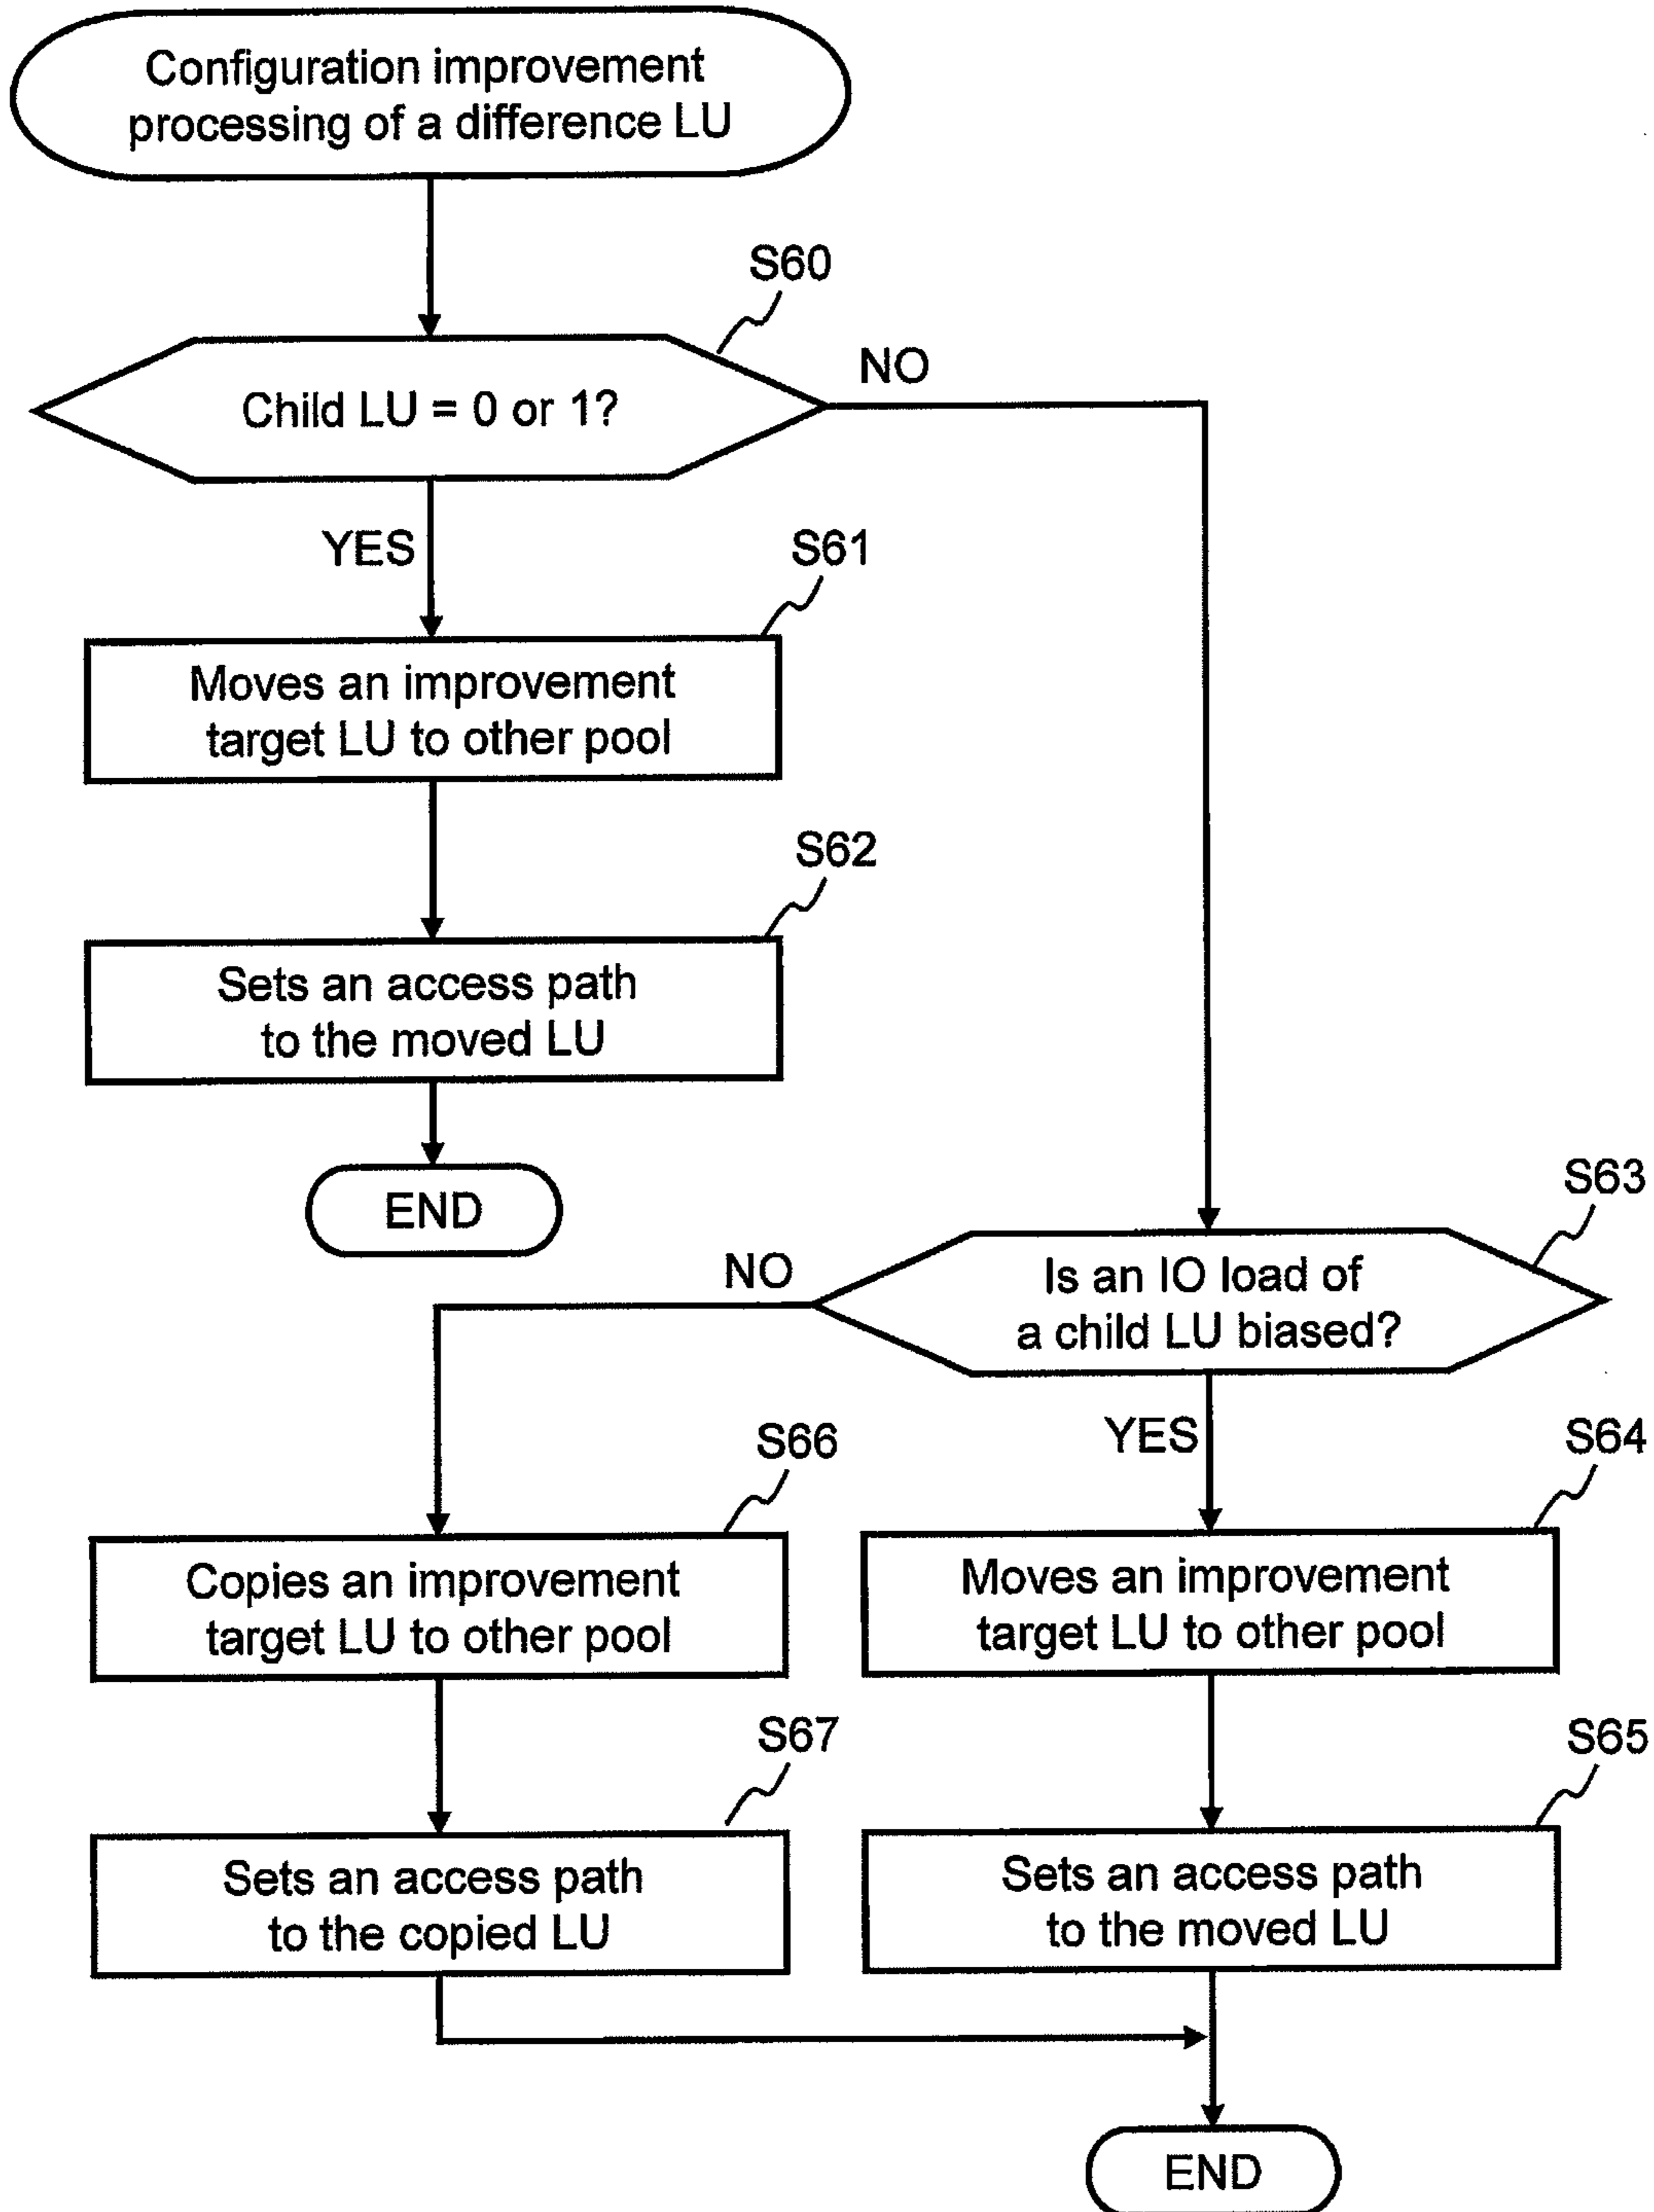 Configuration improvement
processing of a difference LU
S60
Child LU = 0 or 1?
NO
YES
S61
Moves an improvement
target LU to other pool
S62
Sets an access path
to the moved LU
END
S63
Is an IO load of
a child LU biased?
NO
YES
S66
Copies an improvement
target LU to other pool
S64
Moves an improvement
target LU to other pool
S67
Sets an access path
to the copied LU
S65
Sets an access path
to the moved LU
END